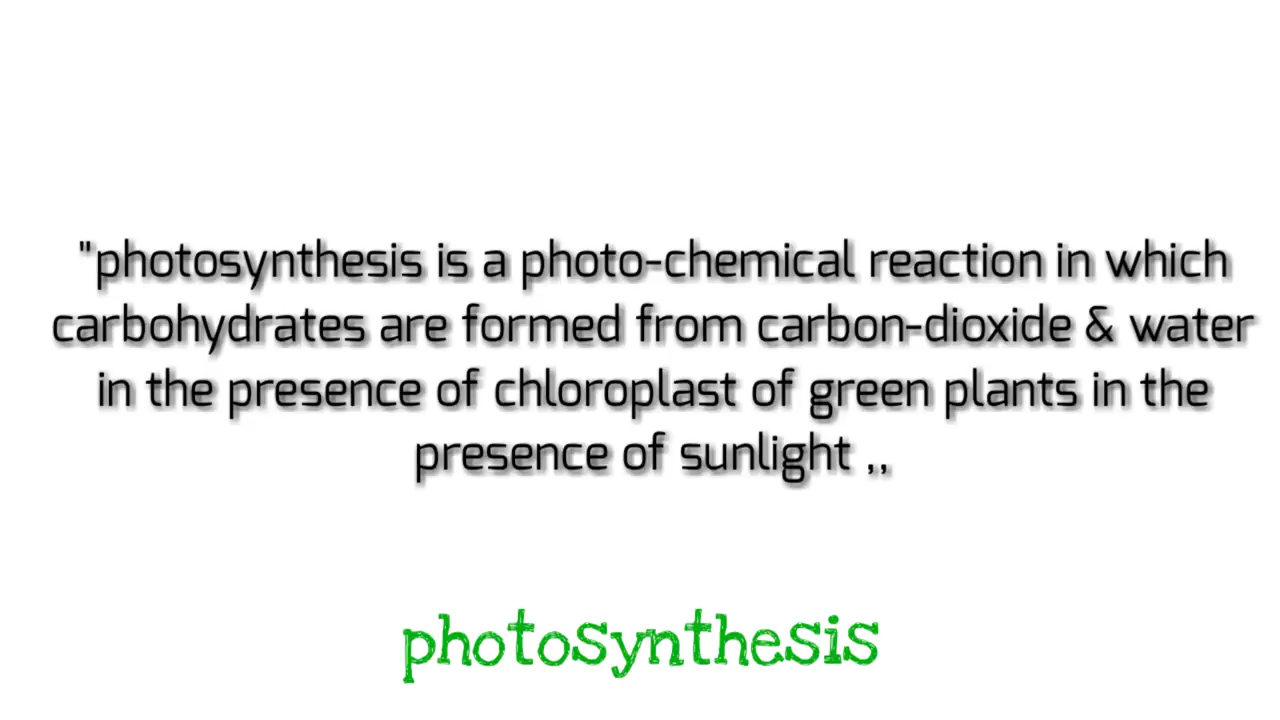 "photosynthesis is a photo-chemical reaction in which
carbohydrates are formed from carbon-dioxide & water
in the presence of chloroplast of green plants in the
presence of sunlight ,,
photosynthesis